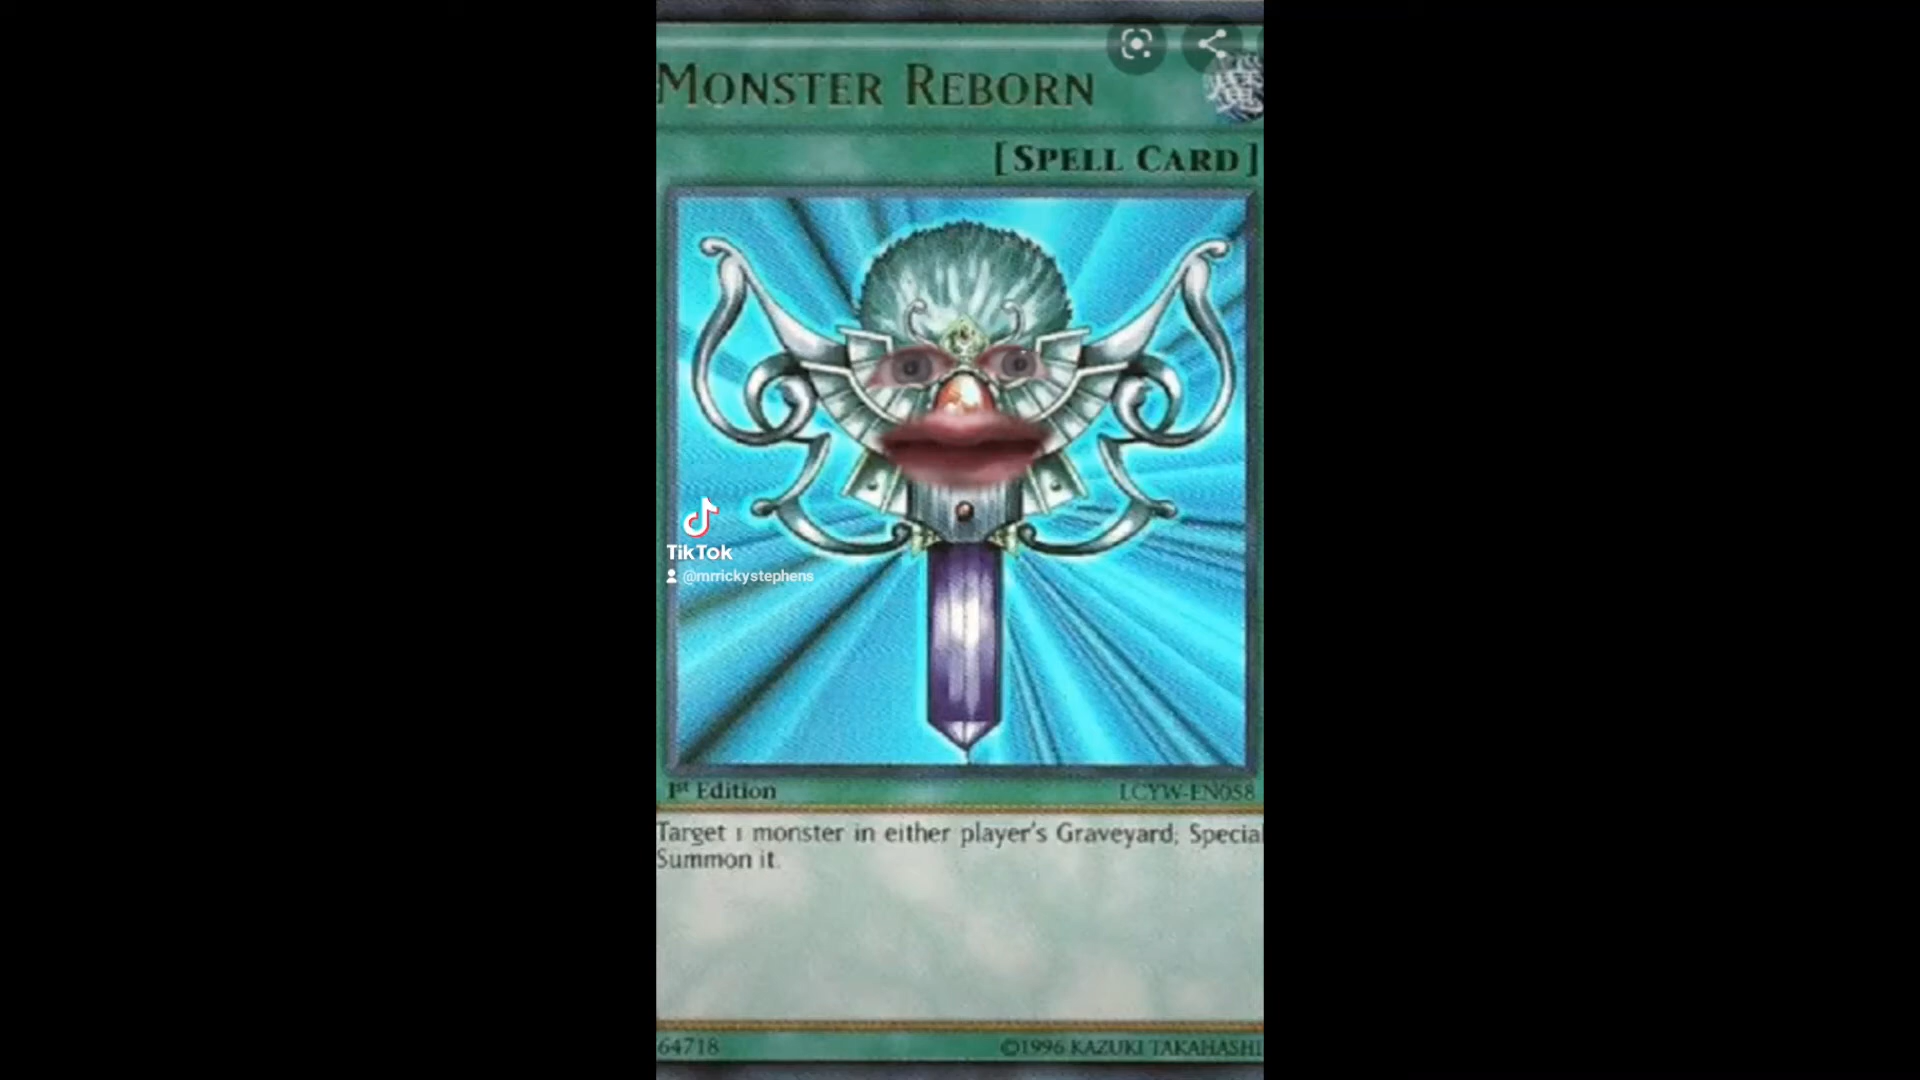 MONSTER REBORN
魔
[SPELL CARD]
TikTok
@mrrickystephens
1st Edition
LCYW-EN058
Target 1 monster in either player's Graveyard; Special
Summon it.
64718
©1996 KAZUKI TAKAHASHI